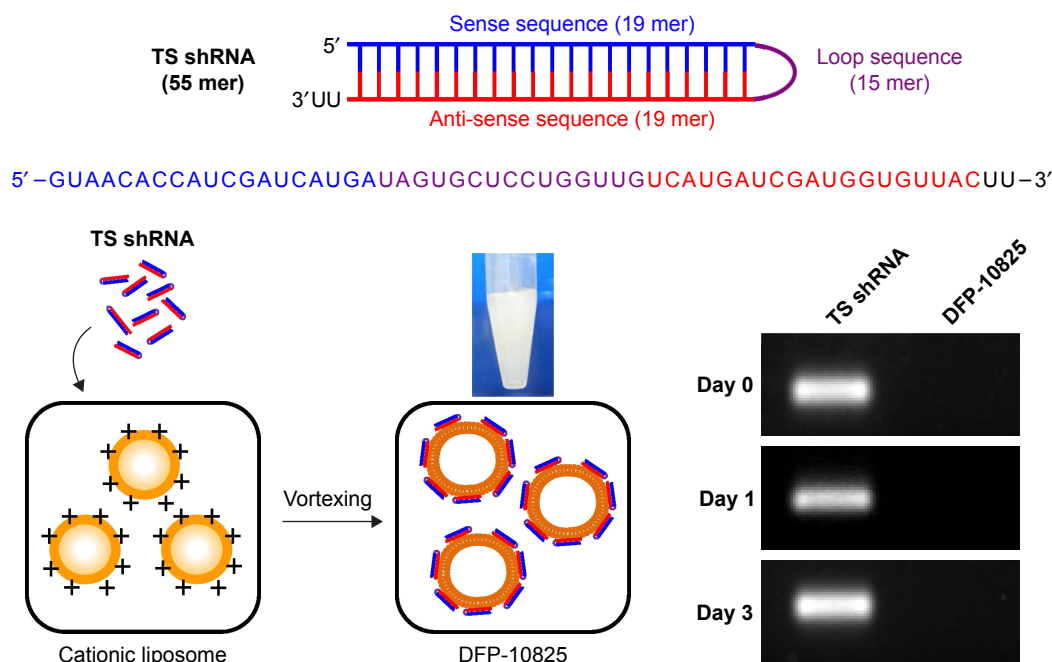 Sense sequence (19 mer)
5′
TS shRNA
(55 mer)
Loop sequence
(15 mer)
3′UU
Anti-sense sequence (19 mer)
5′ –GUAACACCAUCGAUCAUGAUAGUGCUCCUGGUUGUCAUGAUCGAUGGUGUUACUU–3′
TS shRNA
+ + + + + + + +
+ + + + + + + +
+ + + + + + + +
Cationic liposome
Vortexing
DFP-10825
TS shRNA
DFP-10825
Day 0
Day 1
Day 3